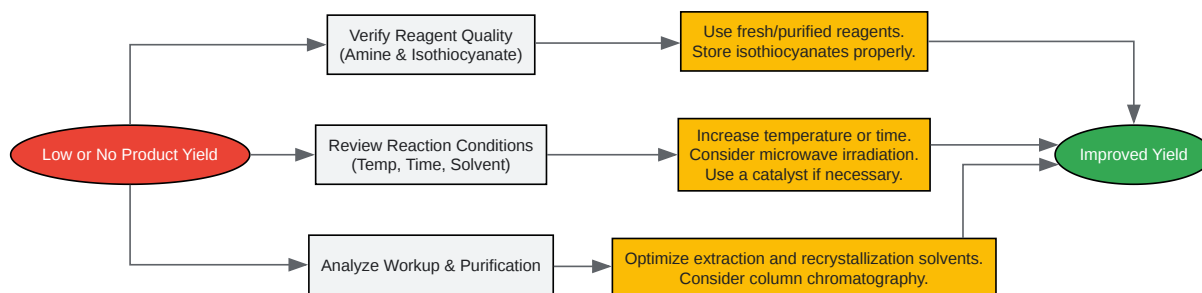 Low or No Product Yield
Verify Reagent Quality
(Amine & Isothiocyanate)
Use fresh/purified reagents.
Store isothiocyanates properly.
Review Reaction Conditions
(Temp, Time, Solvent)
Increase temperature or time.
Consider microwave irradiation.
Use a catalyst if necessary.
Analyze Workup & Purification
Optimize extraction and recrystallization solvents.
Consider column chromatography.
Improved Yield